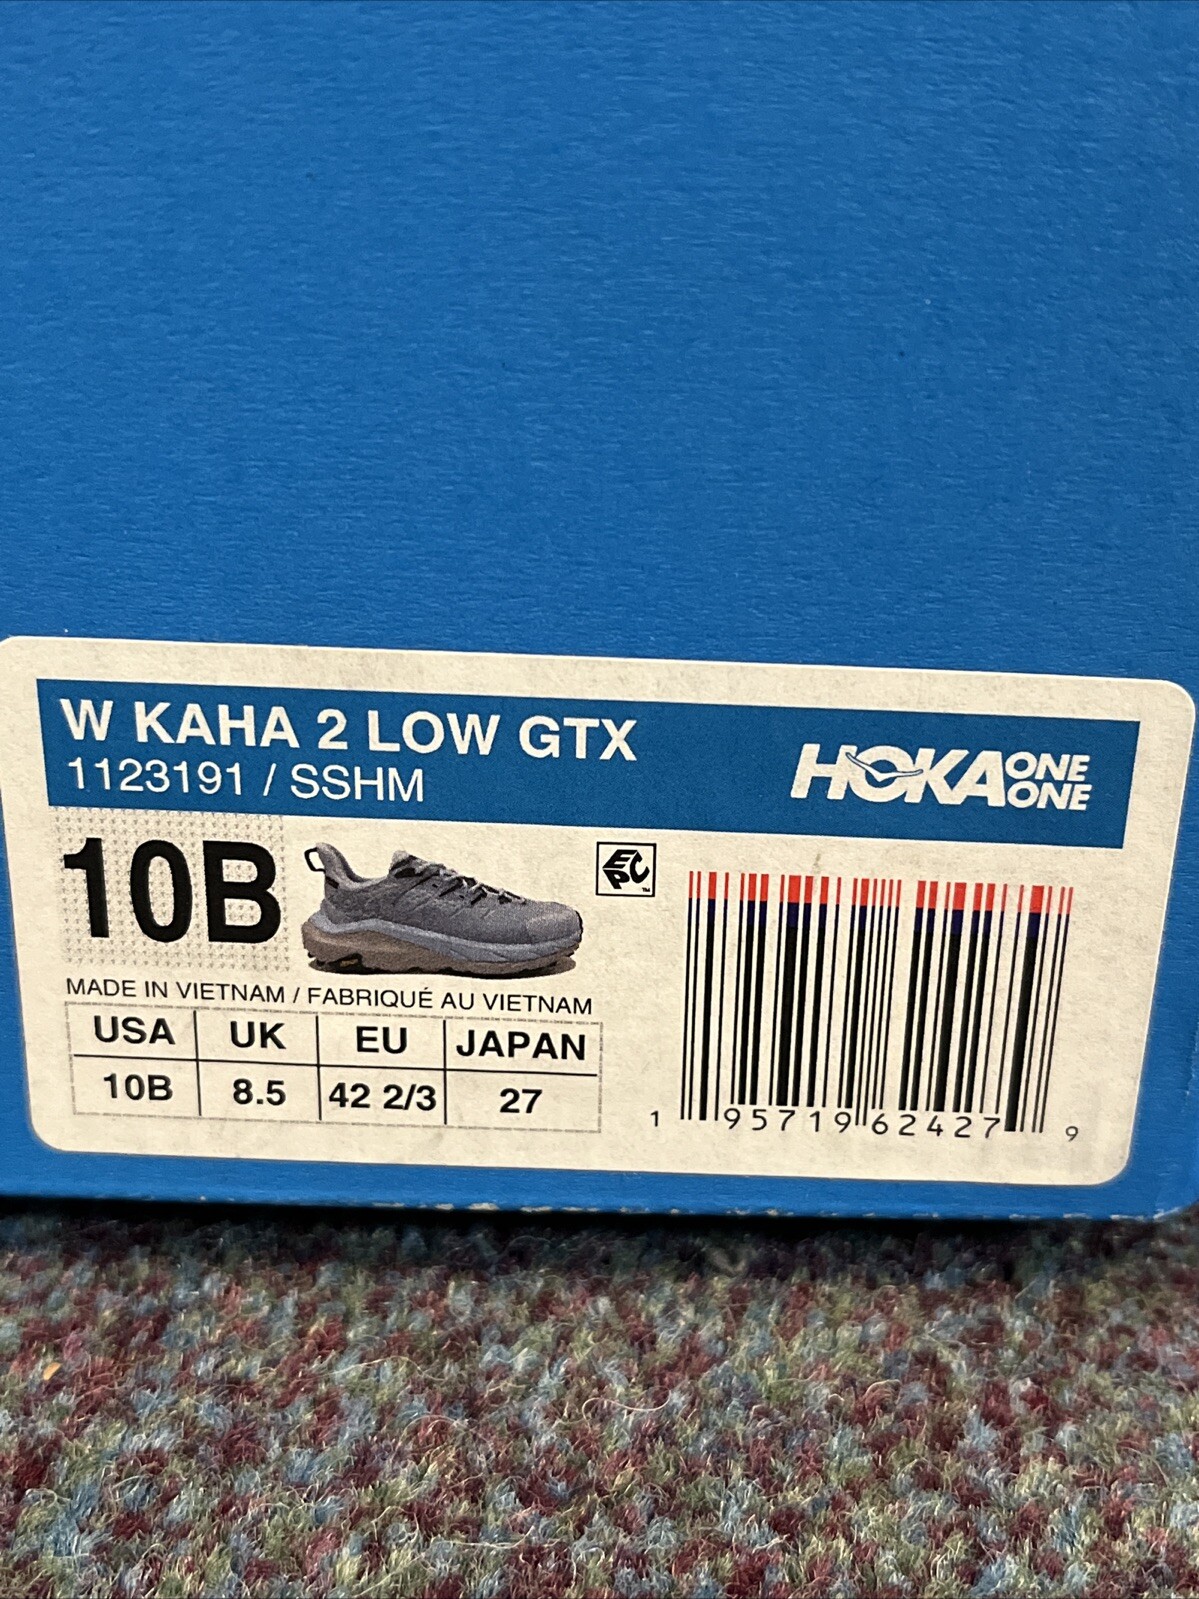 W KAHA 2 LOW GTX
1123191 / SSHM
HOKA ONE ONE
10B
EPC™
MADE IN VIETNAM / FABRIQUÉ AU VIETNAM
USA UK EU JAPAN
10B 8.5 42 2/3 27
1 95719 62427 9